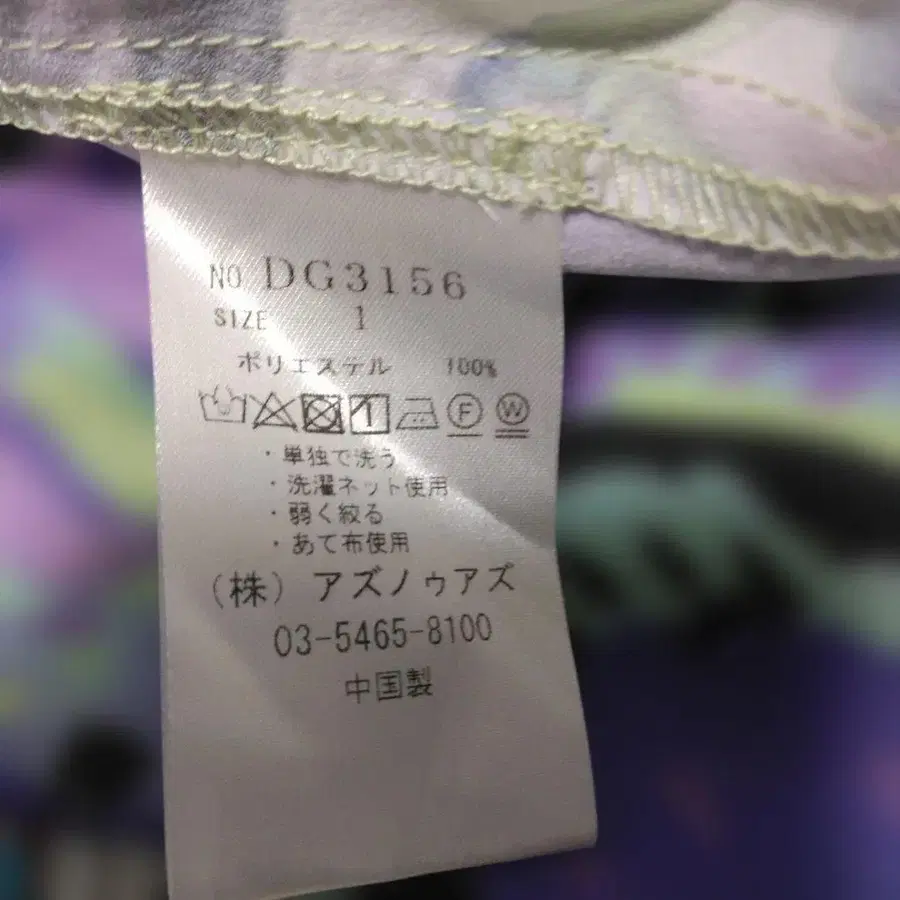 NO DG3156
SIZE 1
ポリエステル 100%
F W
・単独で洗う
・洗濯ネット使用
・弱く絞る
・あて布使用
(株) アズノゥアズ
03-5465-8100
中国製